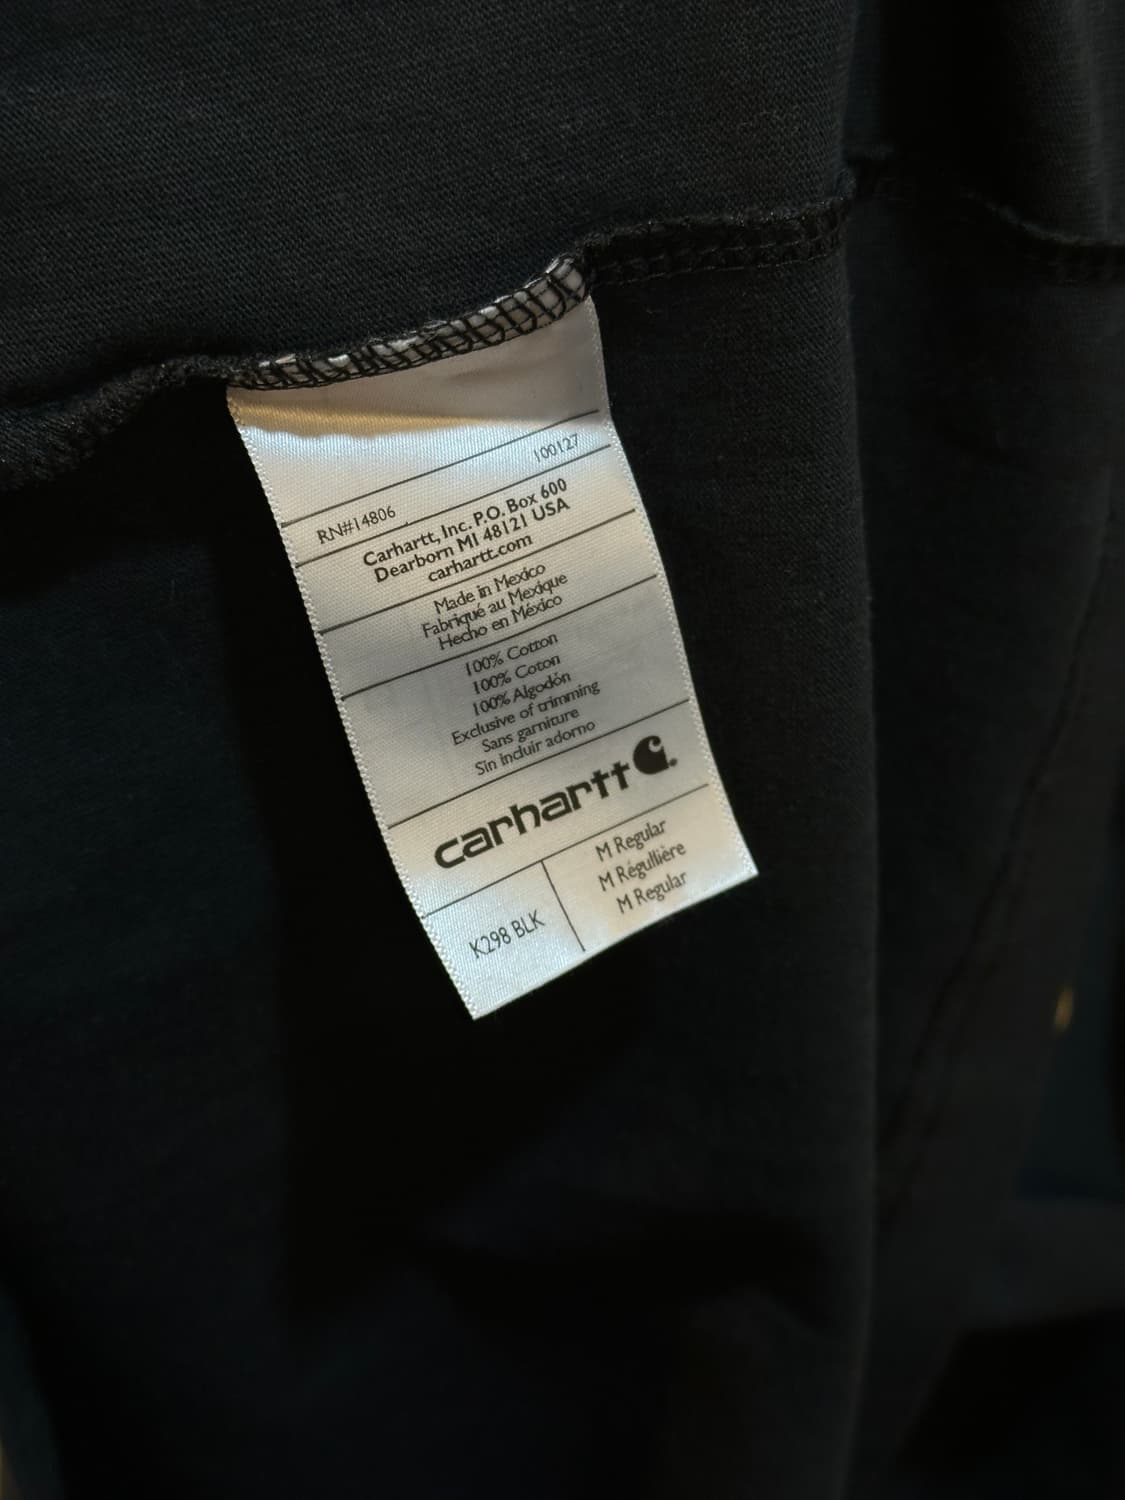 100127
RN#14806
Carhartt, Inc. P.O. Box 600
Dearborn MI 48121 USA
carhartt.com
Made in Mexico
Fabriqué au Mexique
Hecho en México
100% Cotton
100% Coton
100% Algodón
Exclusive of trimming
Sans garniture
Sin incluir adorno
carhartt
K298 BLK
M Regular
M Régullière
M Regular